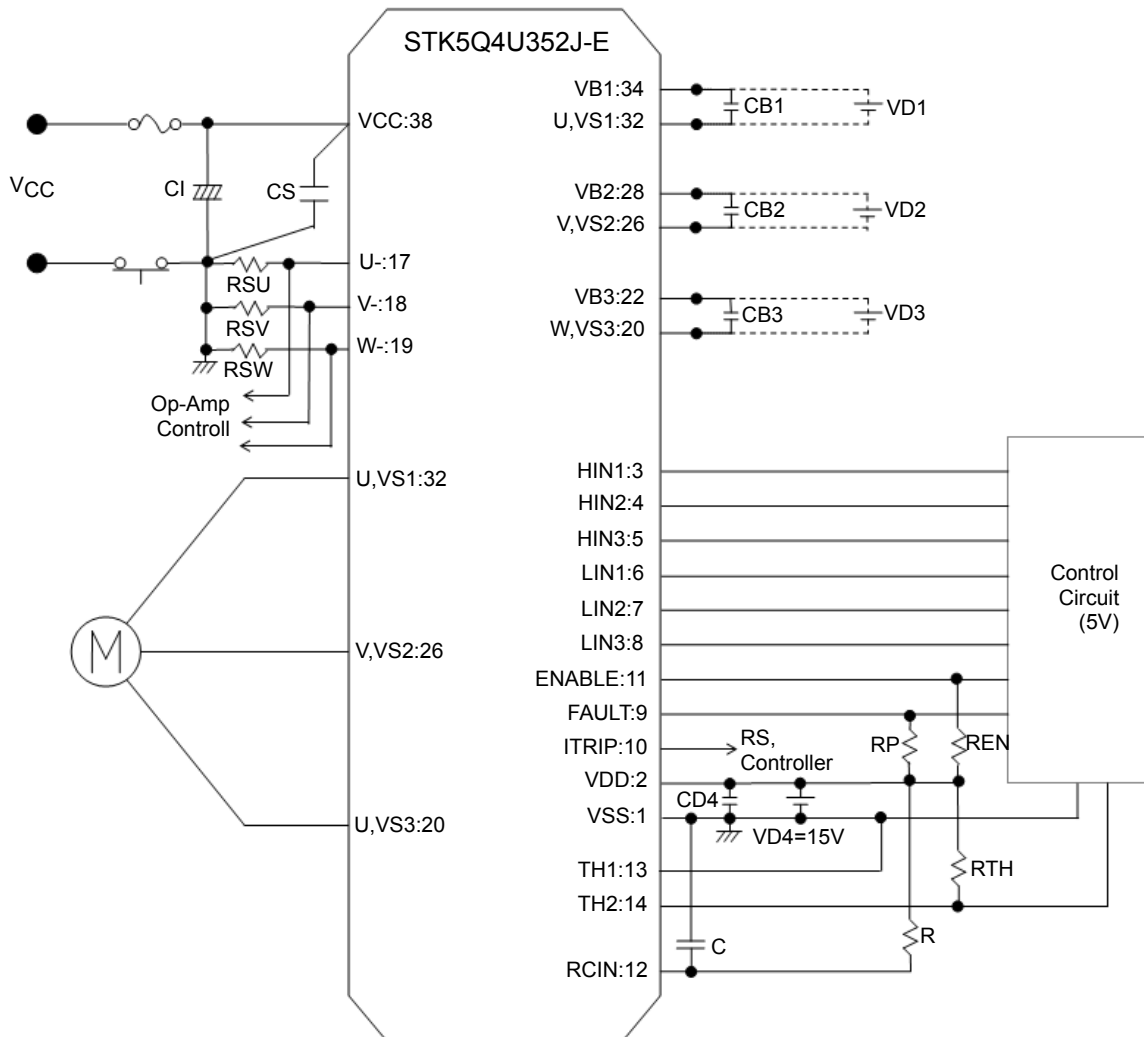 STK5Q4U352J-E
VB1:34
CB1
VD1
U,VS1:32
VCC:38
VCC
CI
CS
VB2:28
CB2
VD2
V,VS2:26
U-:17
RSU
V-:18
RSV
W-:19
RSW
VB3:22
CB3
VD3
W,VS3:20
Op-Amp
Controll
U,VS1:32
HIN1:3
HIN2:4
HIN3:5
LIN1:6
LIN2:7
LIN3:8
Control
Circuit
(5V)
M
V,VS2:26
ENABLE:11
FAULT:9
ITRIP:10
RS,
Controller
RP
REN
VDD:2
CD4
VSS:1
VD4=15V
U,VS3:20
TH1:13
RTH
TH2:14
R
C
RCIN:12